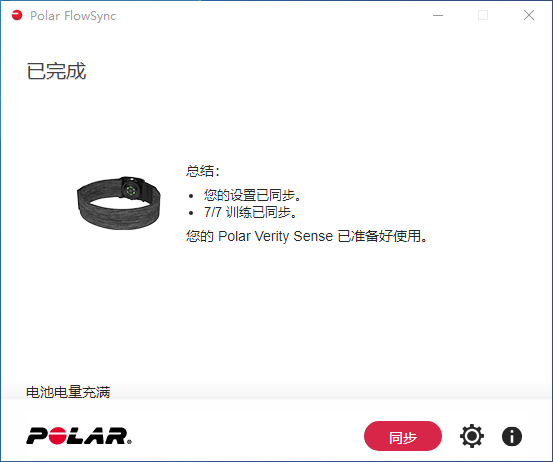 Polar FlowSync
已完成
总结：
您的设置已同步。
7/7 训练已同步。
您的 Polar Verity Sense 已准备好使用。
电池电量充满
POLAR®
同步